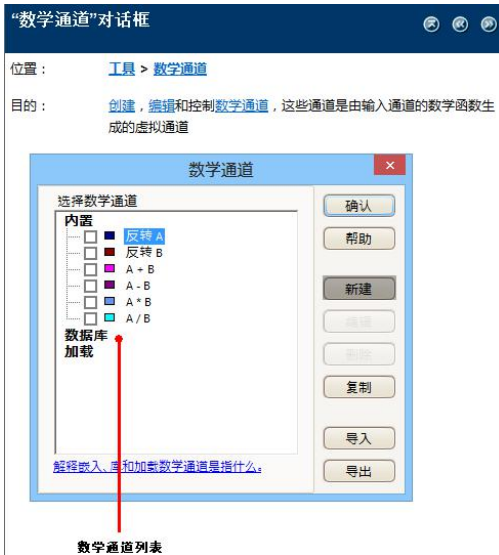 “数学通道”对话框
位置： 工具 > 数学通道
目的： 创建，编辑和控制数学通道，这些通道是由输入通道的数学函数生
成的虚拟通道
数学通道
选择数学通道
确认
内置
反转 A
帮助
反转 B
A + B
A - B
新建
A * B
A / B
编辑
数据库
加载
删除
复制
导入
解释嵌入、库和加载数学通道是指什么。
导出
数学通道列表